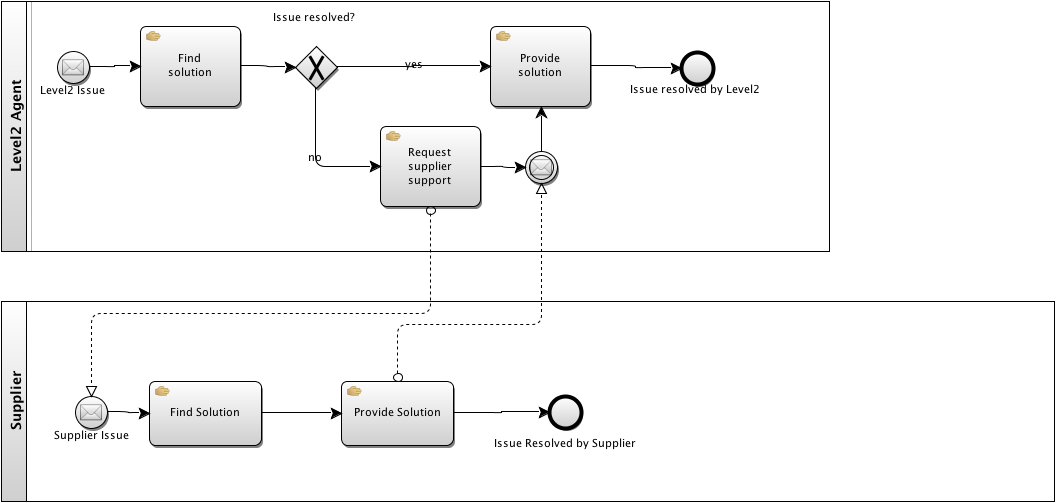 Level2 Agent
Issue resolved?
Level2 Issue
Find
solution
yes
Provide
solution
Issue resolved by Level2
no
Request
supplier
support
Supplier
Supplier Issue
Find Solution
Provide Solution
Issue Resolved by Supplier